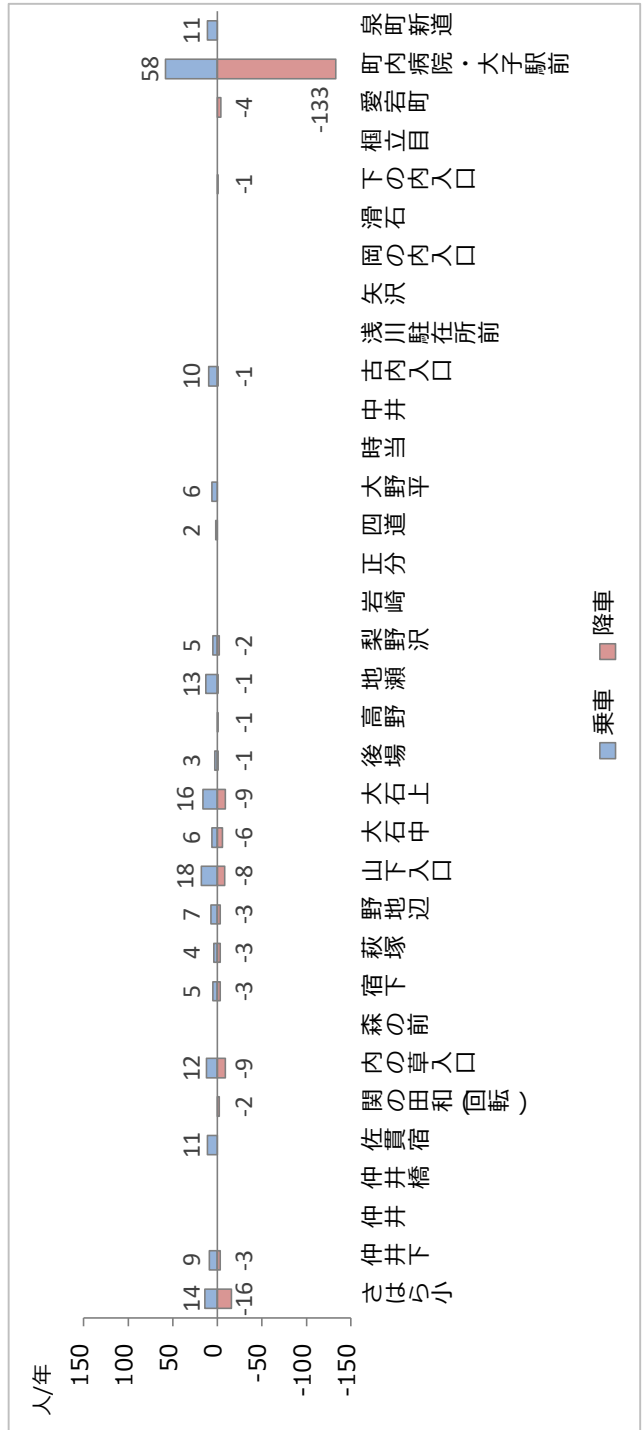 人/年
150
100
50
0
-50
-100
-150
14
-16
さはら小
9
-3
仲井下
仲井
仲井橋
11
佐貫宿
-2
関の田和(回転)
12
-9
内の草入口
森の前
5
-3
宿下
4
-3
萩塚
7
-3
野地辺
18
-8
山下入口
6
-6
大石中
16
-9
大石上
3
-1
後場
-1
高野
13
-1
地瀬
5
-2
梨野沢
岩崎
正分
2
四道
6
大野平
時当
中井
10
-1
古内入口
浅川駐在所前
矢沢
岡の内入口
滑石
-1
下の内入口
-4
愛宕町
58
-133
町内病院・大子駅前
11
泉町新道
乗車
降車